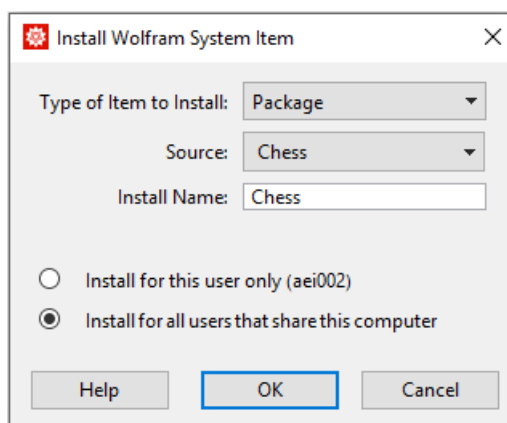 Install Wolfram System Item
Type of Item to Install: Package
Source: Chess
Install Name: Chess
Install for this user only (aei002)
Install for all users that share this computer
Help OK Cancel